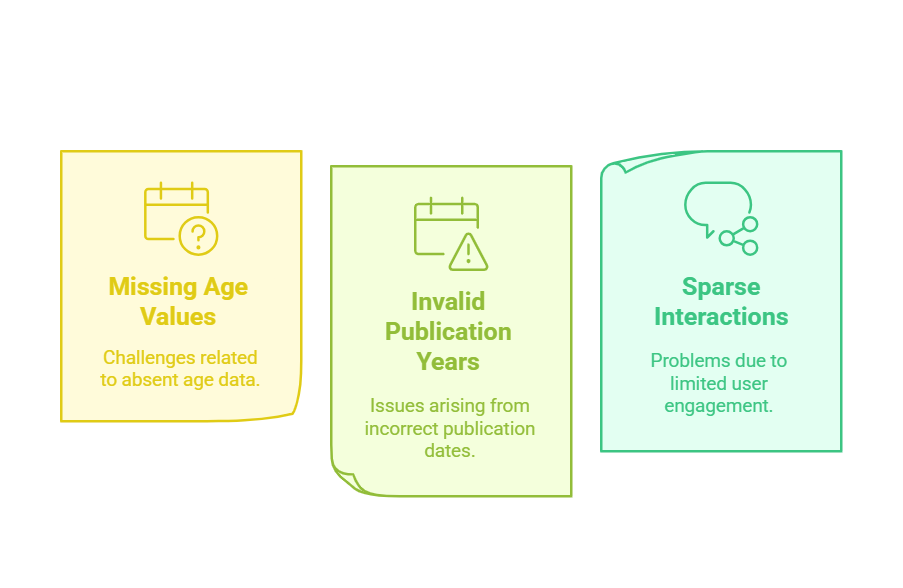 Missing Age
Values
Challenges related
to absent age data.
Invalid
Publication
Years
Issues arising from
incorrect publication
dates.
Sparse
Interactions
Problems due to
limited user
engagement.